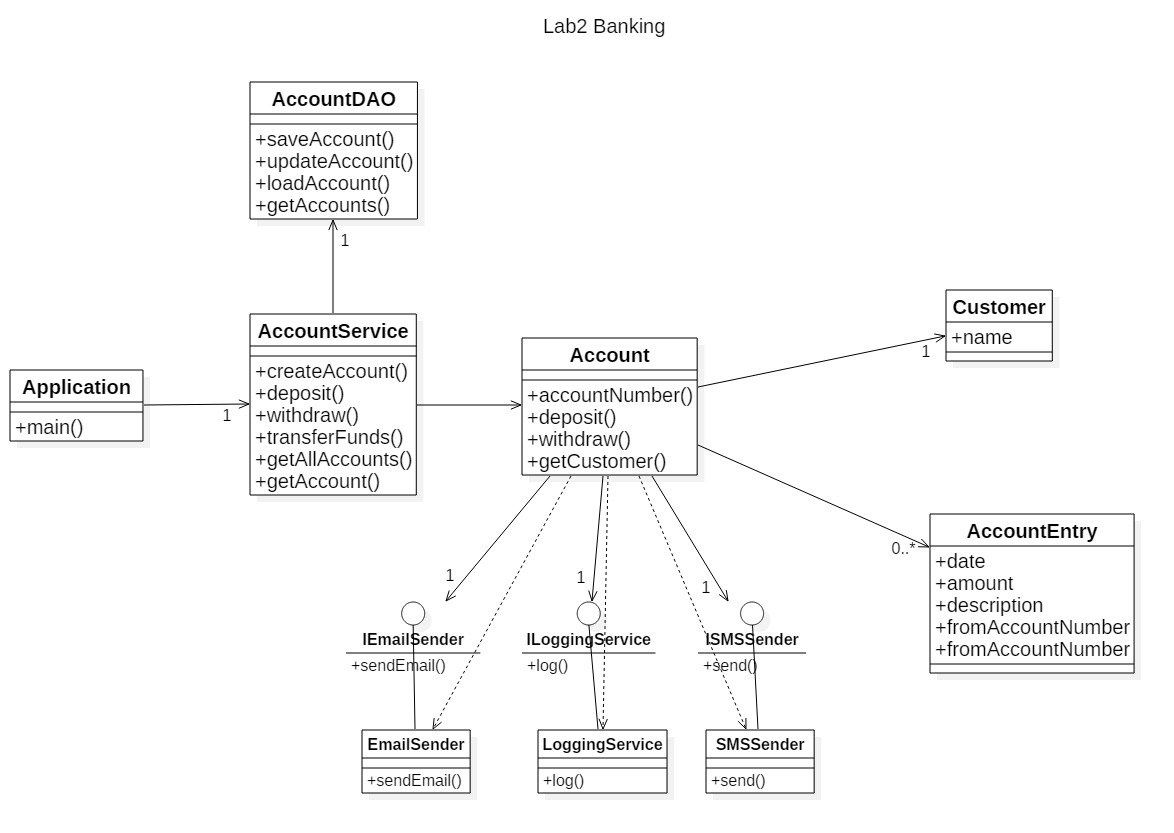 Lab2 Banking
AccountDAO
+saveAccount()
+updateAccount()
+loadAccount()
+getAccounts()
1
AccountService
+createAccount()
+deposit()
+withdraw()
+transferFunds()
+getAllAccounts()
+getAccount()
Application
+main()
1
Account
+accountNumber()
+deposit()
+withdraw()
+getCustomer()
Customer
+name
1
AccountEntry
+date
+amount
+description
+fromAccountNumber
+fromAccountNumber
0..*
1
1
1
IEmailSender
+sendEmail()
ILoggingService
+log()
ISMSSender
+send()
EmailSender
+sendEmail()
LoggingService
+log()
SMSSender
+send()